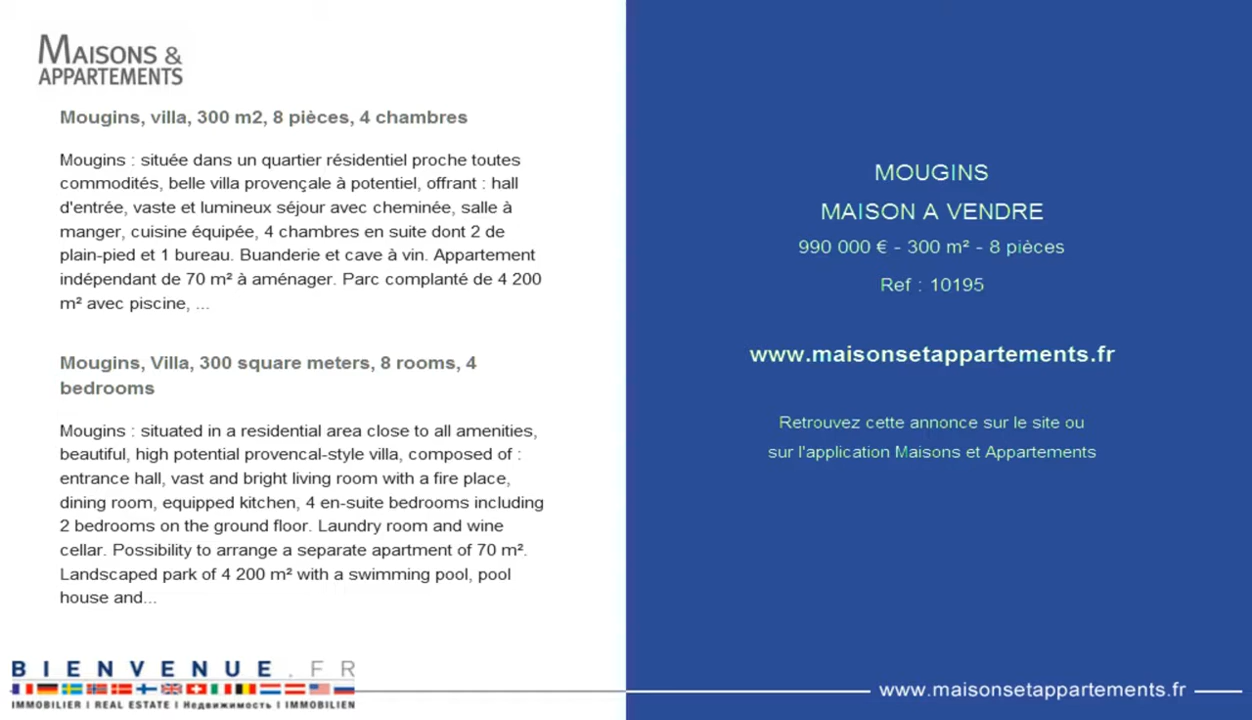 MAISONS &
APPARTEMENTS
Mougins, villa, 300 m2, 8 pièces, 4 chambres
Mougins : située dans un quartier résidentiel proche toutes
commodités, belle villa provençale à potentiel, offrant : hall
d'entrée, vaste et lumineux séjour avec cheminée, salle à
manger, cuisine équipée, 4 chambres en suite dont 2 de
plain-pied et 1 bureau. Buanderie et cave à vin. Appartement
indépendant de 70 m² à aménager. Parc complanté de 4 200
m² avec piscine, ...
Mougins, Villa, 300 square meters, 8 rooms, 4
bedrooms
Mougins : situated in a residential area close to all amenities,
beautiful, high potential provencal-style villa, composed of :
entrance hall, vast and bright living room with a fire place,
dining room, equipped kitchen, 4 en-suite bedrooms including
2 bedrooms on the ground floor. Laundry room and wine
cellar. Possibility to arrange a separate apartment of 70 m².
Landscaped park of 4 200 m² with a swimming pool, pool
house and...
BIENVENUE.FR
IMMOBILIER I REAL ESTATE I Недвижимость I IMMOBILIEN
MOUGINS
MAISON A VENDRE
990 000 € - 300 m² - 8 pièces
Ref : 10195
www.maisonsetappartements.fr
Retrouvez cette annonce sur le site ou
sur l'application Maisons et Appartements
www.maisonsetappartements.fr